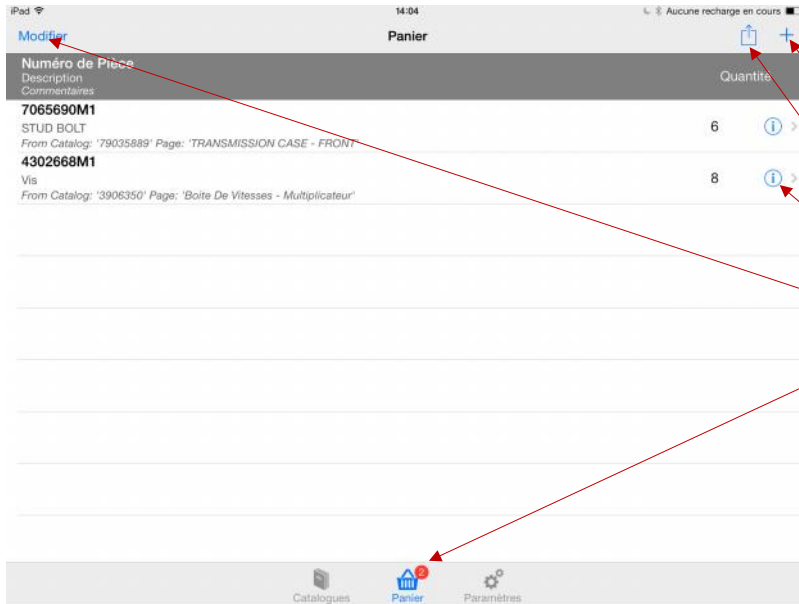 iPad 14:04 Aucune recharge en cours
Modifier Panier +
Numéro de Pièce
Description
Commentaires
Quantité
7065690M1
STUD BOLT
From Catalog: '79035889' Page: 'TRANSMISSION CASE - FRONT'
6
4302668M1
Vis
From Catalog: '3906350' Page: 'Boite De Vitesses - Multiplicateur'
8
2
Catalogues Panier Paramètres